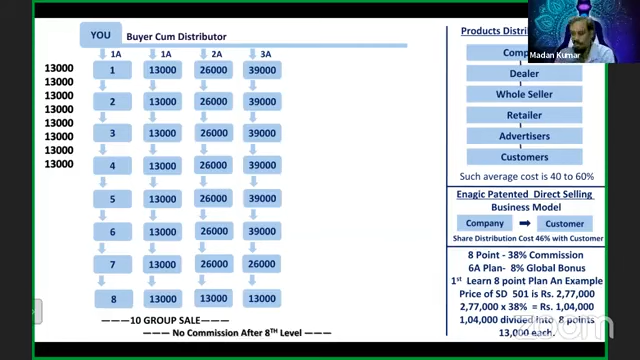 YOU Buyer Cum Distributor
1A 1A 2A 3A
13000 1 13000 26000 39000
13000
13000 2 13000 26000 39000
13000
13000 3 13000 26000 39000
13000
13000
13000 4 13000 26000 39000
5 13000 26000 39000
6 13000 26000 39000
7 13000 26000 26000
8 13000 13000 13000
———10 GROUP SALE———
———No Commission After 8TH Level———
Products Distri
Comp
Dealer
Whole Seller
Retailer
Advertisers
Customers
Such average cost is 40 to 60%
Enagic Patented Direct Selling
Business Model
Company Customer
Share Distribution Cost 46% with Customer
8 Point - 38% Commission
6A Plan- 8% Global Bonus
1st Learn 8 point Plan An Example
Price of SD 501 is Rs. 2,77,000
2,77,000 x 38% = Rs. 1,04,000
1,04,000 divided into 8 points
13,000 each.
Madan Kumar
zoom